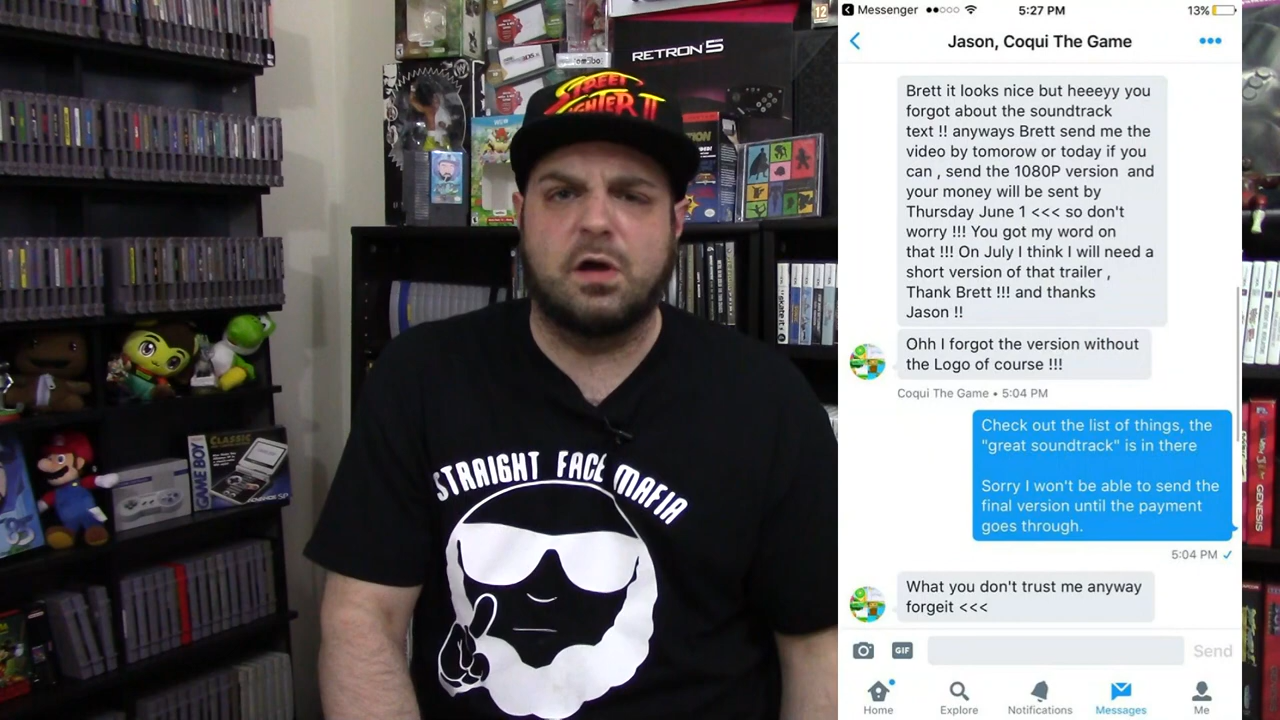 RETRON 5
12
STREET
FIGHTER II
STRAIGHT FACE MAFIA
CLASSIC
GAME BOY
ADVANCE SP
skate it
GENESIS
Messenger
5:27 PM
13%
Jason, Coqui The Game
Brett it looks nice but heeeyy you
forgot about the soundtrack
text !! anyways Brett send me the
video by tomorow or today if you
can , send the 1080P version and
your money will be sent by
Thursday June 1 <<< so don't
worry !!! You got my word on
that !!! On July I think I will need a
short version of that trailer ,
Thank Brett !!! and thanks
Jason !!
Ohh I forgot the version without
the Logo of course !!!
Coqui The Game • 5:04 PM
Check out the list of things, the
"great soundtrack" is in there
Sorry I won't be able to send the
final version until the payment
goes through.
5:04 PM ✓
What you don't trust me anyway
forgeit <<<
GIF
Send
Home
Explore
Notifications
Messages
Me